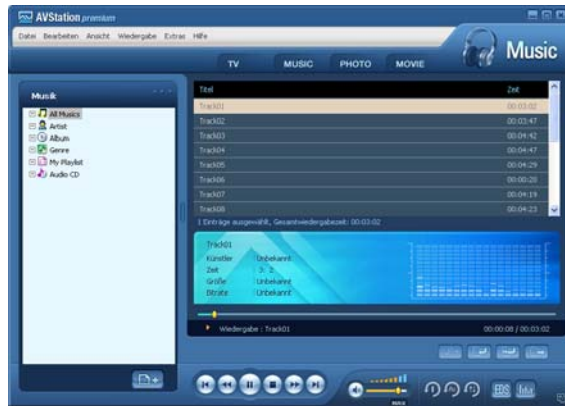 AVStation premium
Datei Bearbeiten Ansicht Wiedergabe Extras Hilfe
Music
TV MUSIC PHOTO MOVIE
Musik
All Musics
Artist
Album
Genre
My Playlist
Audio CD
Titel Zeit
Track01 00:03:02
Track02 00:03:47
Track03 00:04:42
Track04 00:04:47
Track05 00:04:29
Track06 00:00:20
Track07 00:04:19
Track08 00:04:23
1 Einträge ausgewählt, Gesamtwiedergabezeit: 00:03:02
Track01
Künstler : Unbekannt
Zeit : 3: 2
Größe : Unbekannt
Bitrate : Unbekannt
Wiedergabe : Track01 00:00:08 / 00:03:02
EDS